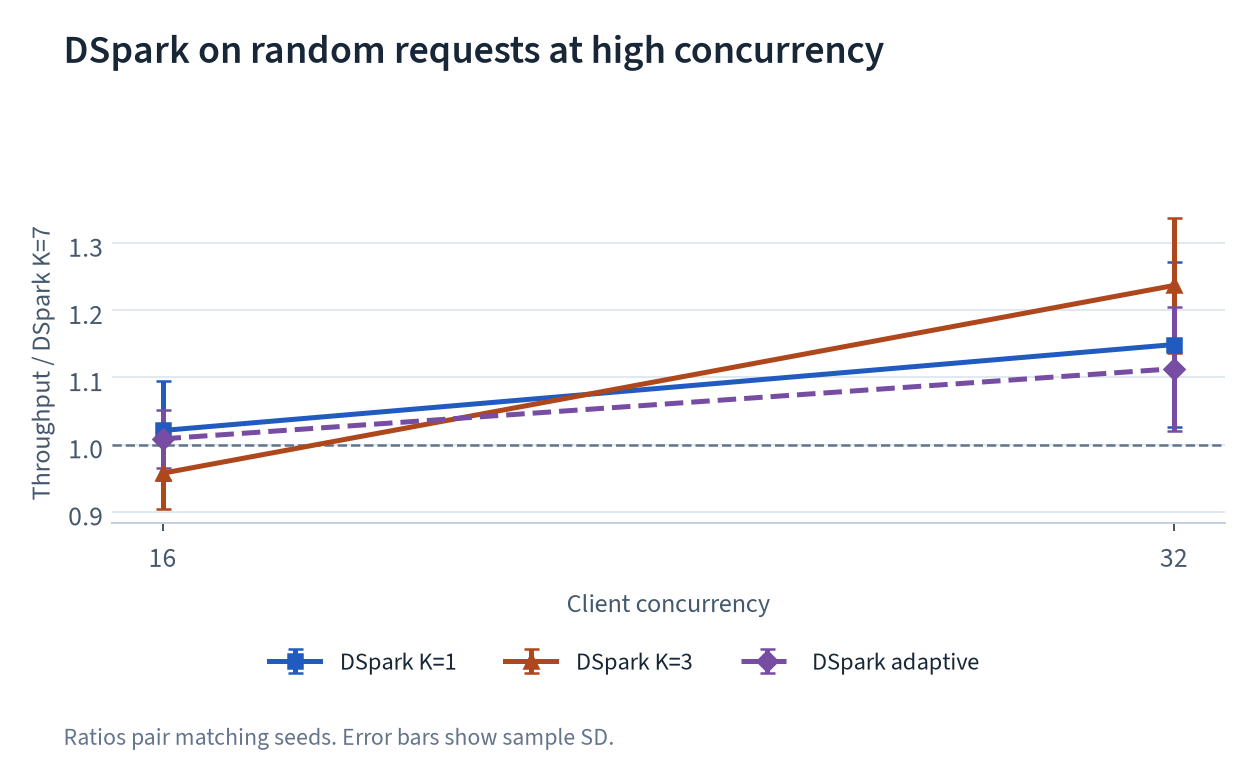 DSpark on random requests at high concurrency
Throughput / DSpark K=7
1.3
1.2
1.1
1.0
0.9
16
32
Client concurrency
DSpark K=1
DSpark K=3
DSpark adaptive
Ratios pair matching seeds. Error bars show sample SD.